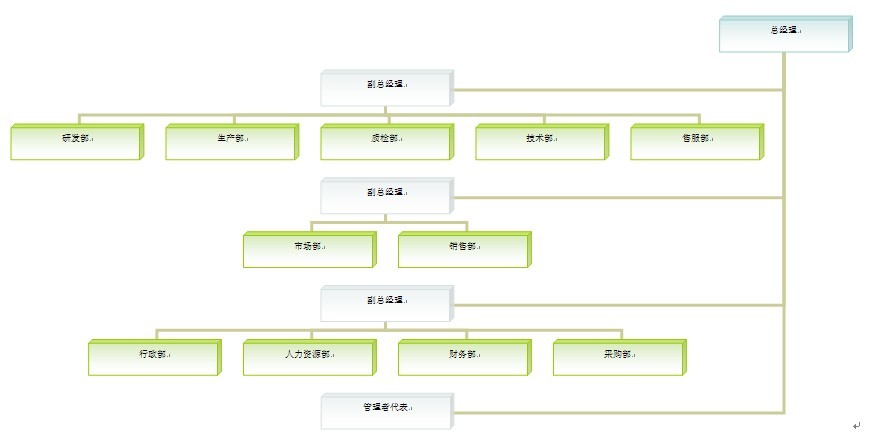 总经理
副总经理
研发部
生产部
质检部
技术部
售服部
副总经理
市场部
销售部
副总经理
行政部
人力资源部
财务部
采购部
管理者代表